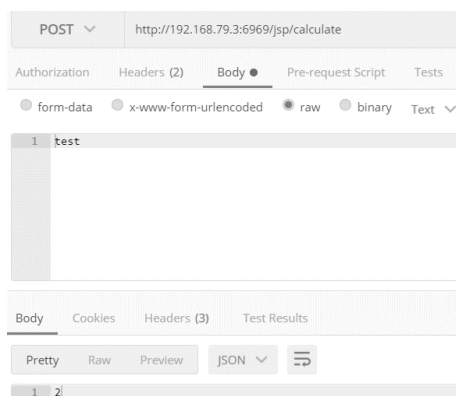 POST http://192.168.79.3:6969/jsp/calculate
Authorization Headers (2) Body Pre-request Script Tests
form-data x-www-form-urlencoded raw binary Text
1 test
Body Cookies Headers (3) Test Results
Pretty Raw Preview JSON
1 2